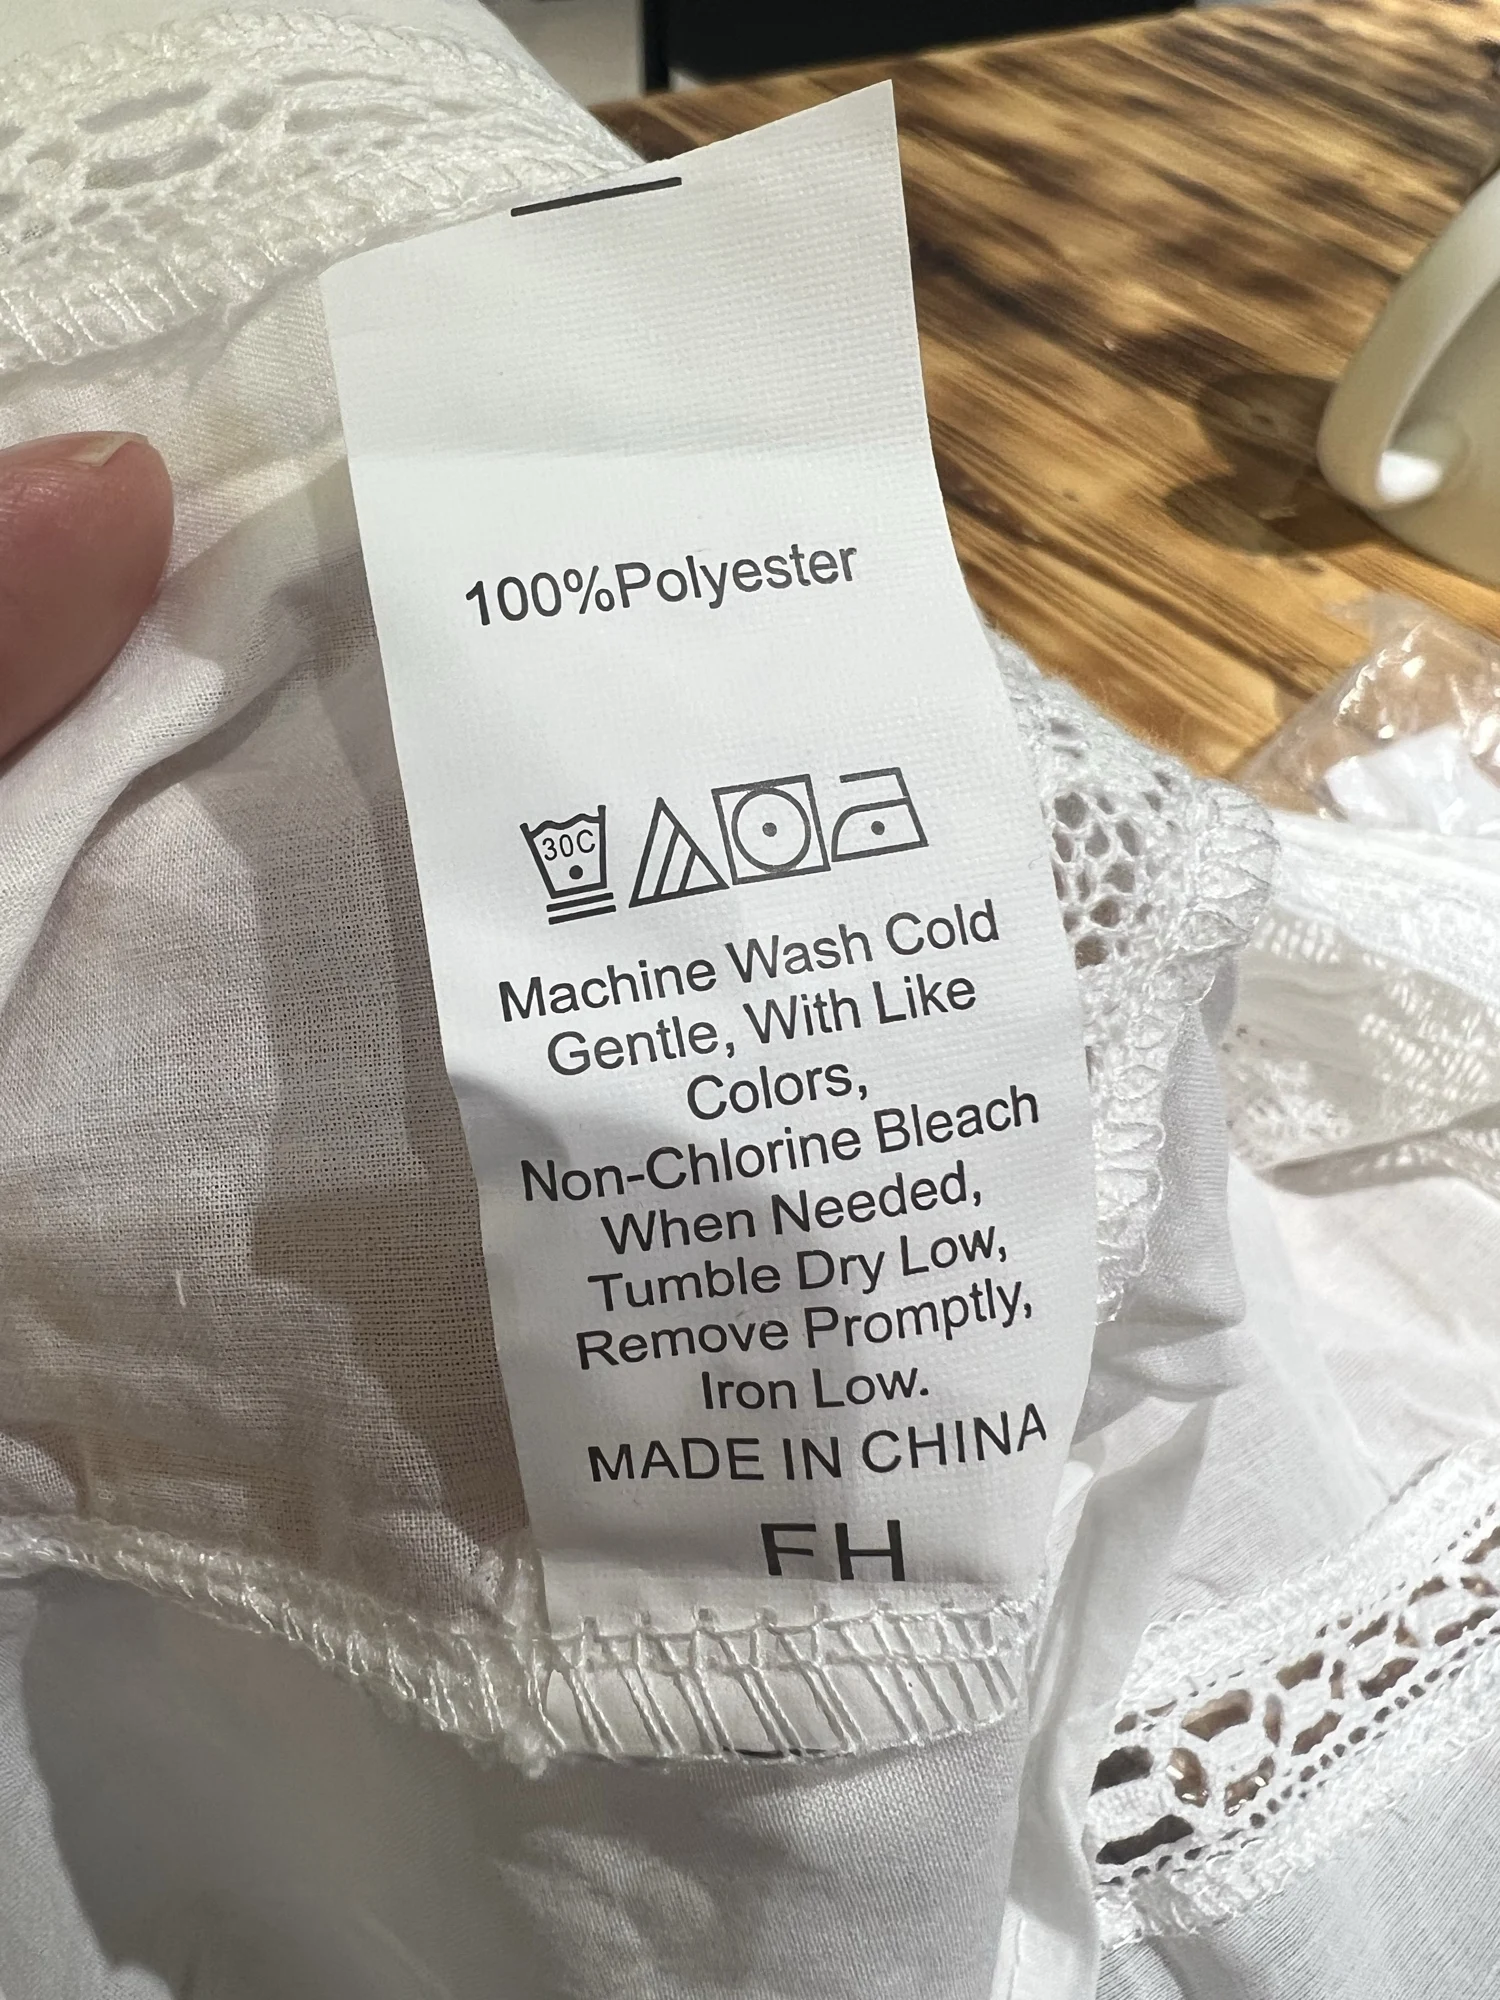 100%Polyester
30C
Machine Wash Cold
Gentle, With Like
Colors,
Non-Chlorine Bleach
When Needed,
Tumble Dry Low,
Remove Promptly,
Iron Low.
MADE IN CHINA
FH